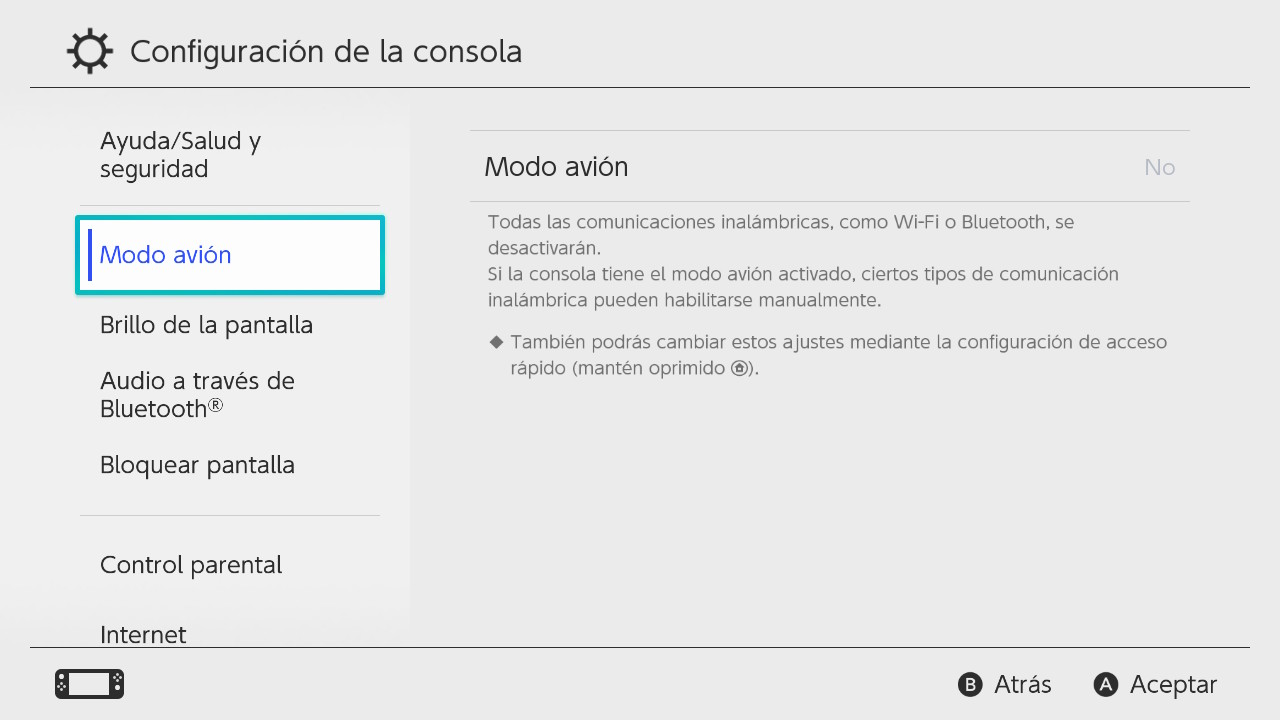 Configuración de la consola
Ayuda/Salud y
seguridad
Modo avión
Brillo de la pantalla
Audio a través de
Bluetooth®
Bloquear pantalla
Control parental
Internet
Modo avión
No
Todas las comunicaciones inalámbricas, como Wi-Fi o Bluetooth, se
desactivarán.
Si la consola tiene el modo avión activado, ciertos tipos de comunicación
inalámbrica pueden habilitarse manualmente.
◆ También podrás cambiar estos ajustes mediante la configuración de acceso
rápido (mantén oprimido ).
B Atrás
A Aceptar